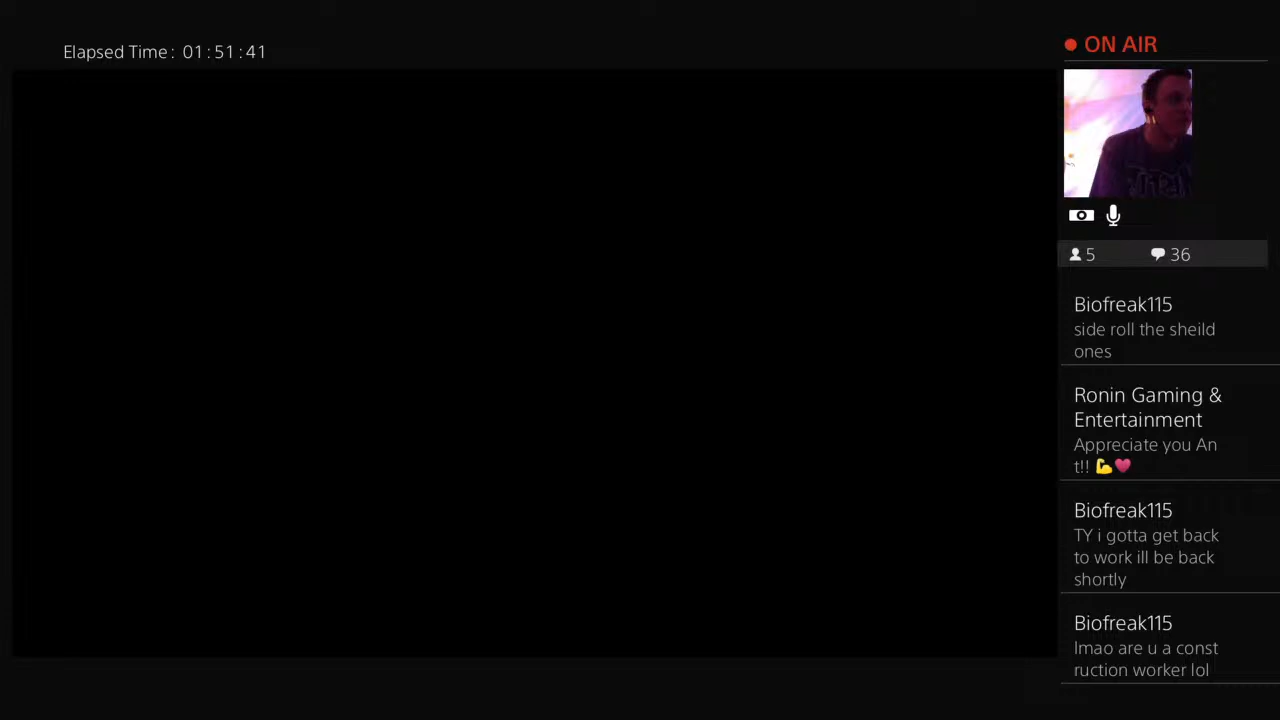 Elapsed Time: 01:51:41
ON AIR
5 36
Biofreak115
side roll the sheild
ones
Ronin Gaming &
Entertainment
Appreciate you An
t!! 💪❤️
Biofreak115
TY i gotta get back
to work ill be back
shortly
Biofreak115
lmao are u a const
ruction worker lol